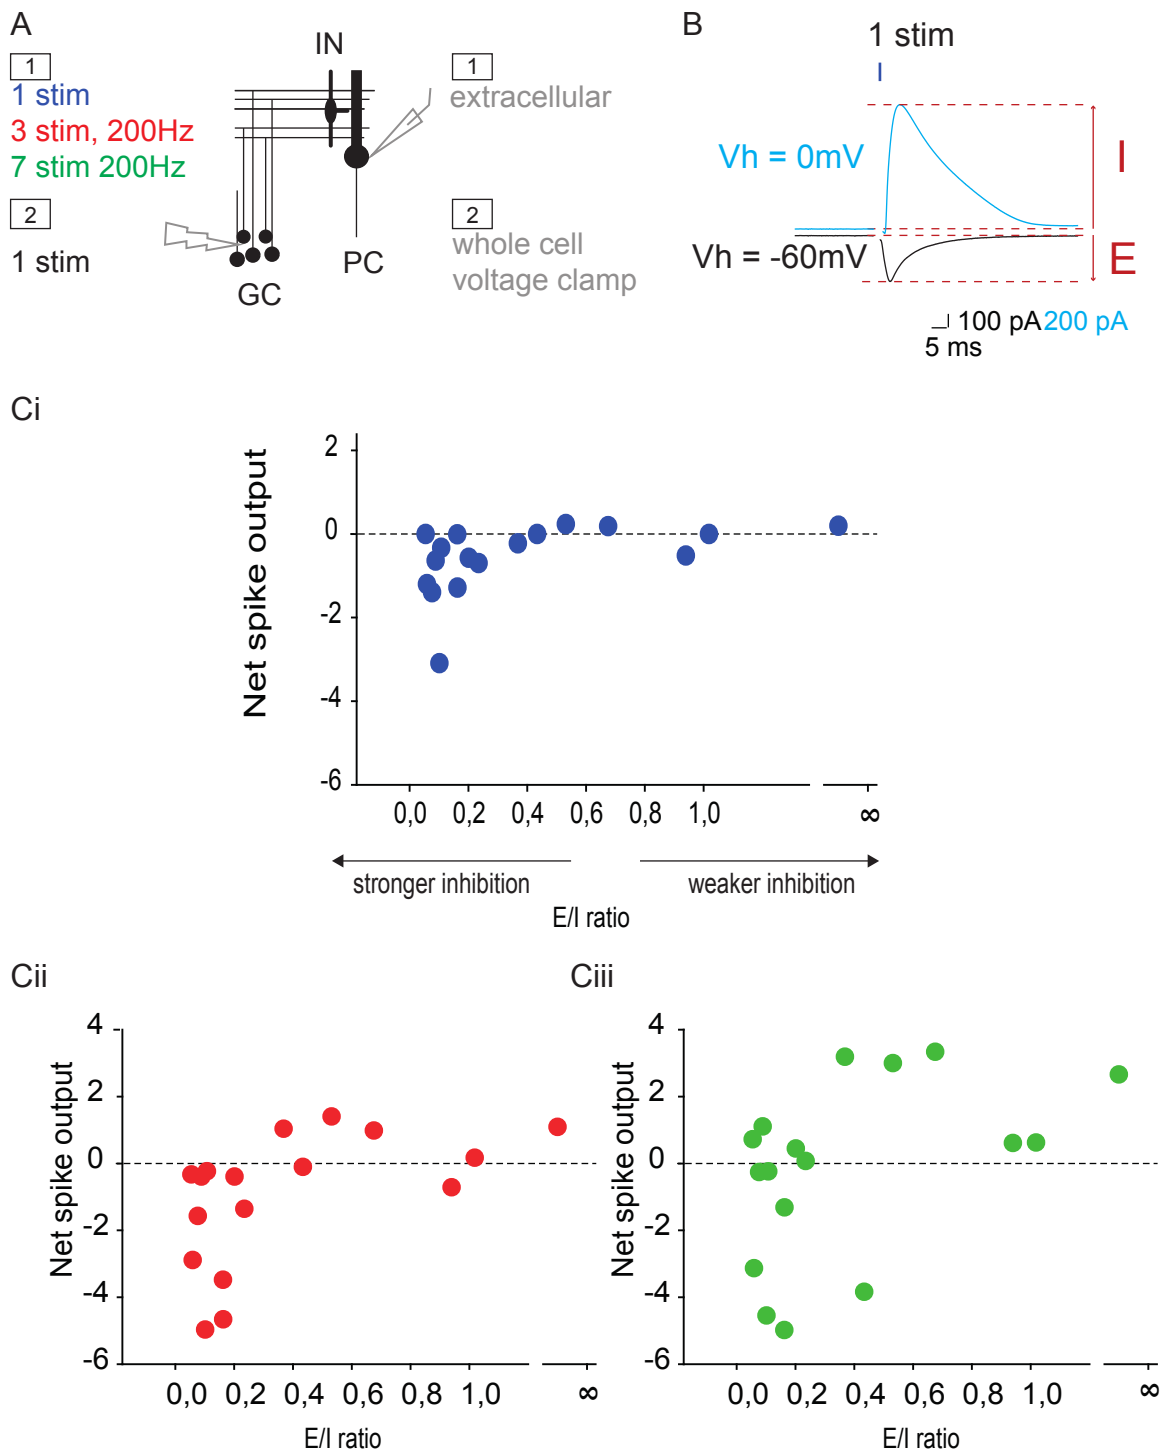 A
IN
1
1 stim
3 stim, 200Hz
7 stim 200Hz
2
1 stim
GC
PC
1
extracellular
2
whole cell
voltage clamp
B
1 stim
Vh = 0mV
I
Vh = -60mV
E
100 pA 200 pA
5 ms
Ci
Net spike output
2
0
-2
-4
-6
0,0 0,2 0,4 0,6 0,8 1,0 ∞
stronger inhibition weaker inhibition
E/I ratio
Cii
Net spike output
4
2
0
-2
-4
-6
0,0 0,2 0,4 0,6 0,8 1,0 ∞
E/I ratio
Ciii
Net spike output
4
2
0
-2
-4
-6
0,0 0,2 0,4 0,6 0,8 1,0 ∞
E/I ratio